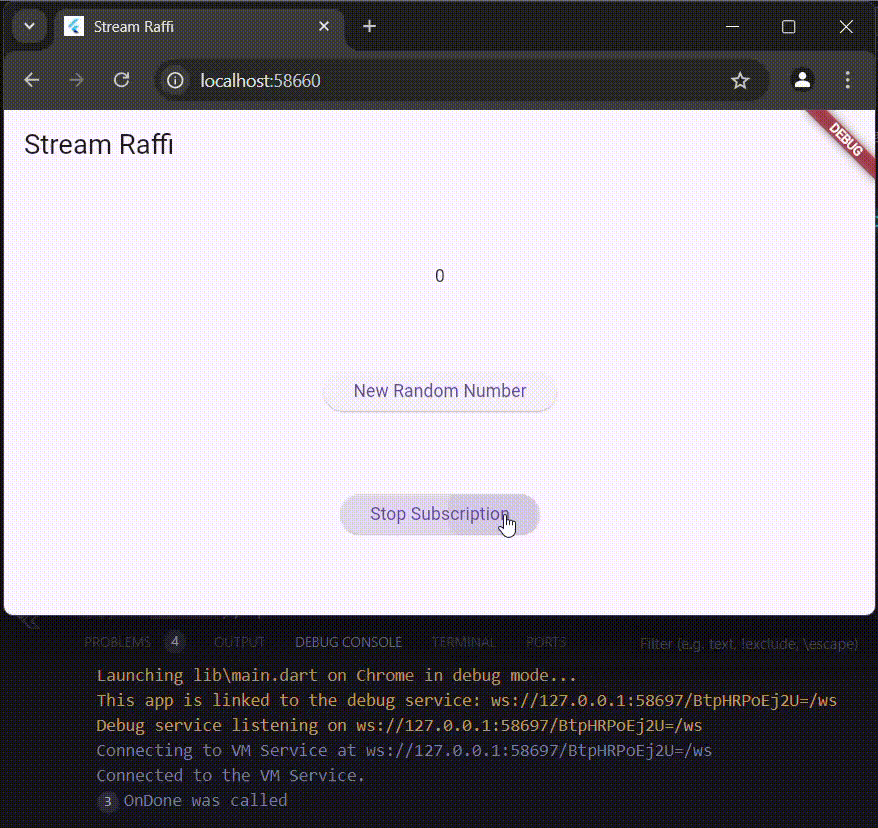 Stream Raffi
localhost:58660
Stream Raffi
DEBUG
0
New Random Number
Stop Subscription
PROBLEMS 4 OUTPUT DEBUG CONSOLE TERMINAL PORTS Filter (e.g. text, !exclude, \escape)
Launching lib\main.dart on Chrome in debug mode...
This app is linked to the debug service: ws://127.0.0.1:58697/BtpHRPoEj2U=/ws
Debug service listening on ws://127.0.0.1:58697/BtpHRPoEj2U=/ws
Connecting to VM Service at ws://127.0.0.1:58697/BtpHRPoEj2U=/ws
Connected to the VM Service.
3 OnDone was called